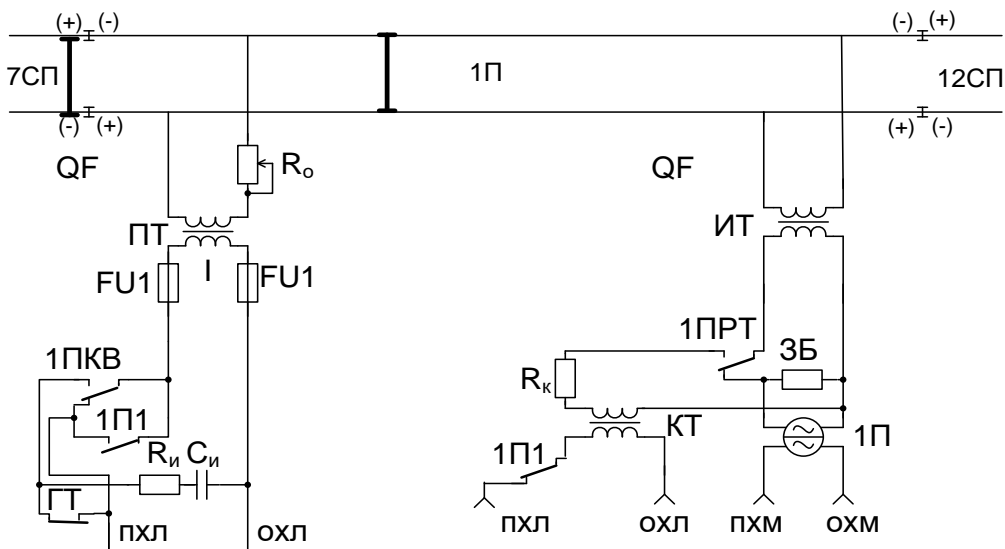 (+) (-) (-) (+)
7СП 1П 12СП
(-) (+) (+) (-)
QF Rо QF
ПТ ИТ
FU1 I FU1
1ПКВ 1ПРТ ЗБ
Rк
1П1 КТ 1П
Rи Cи 1П1
ГТ
ПХЛ ОХЛ ПХЛ ОХЛ ПХМ ОХМ